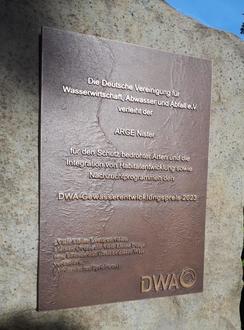 Die Deutsche Vereinigung für
Wasserwirtschaft, Abwasser und Abfall e.V.
verleiht der
ARGE Nister
für den Schutz bedrohter Arten und die
Integration von Habitatentwicklung sowie
Nachzuchtprogrammen den
DWA-Gewässerentwicklungspreis 2023
DWA